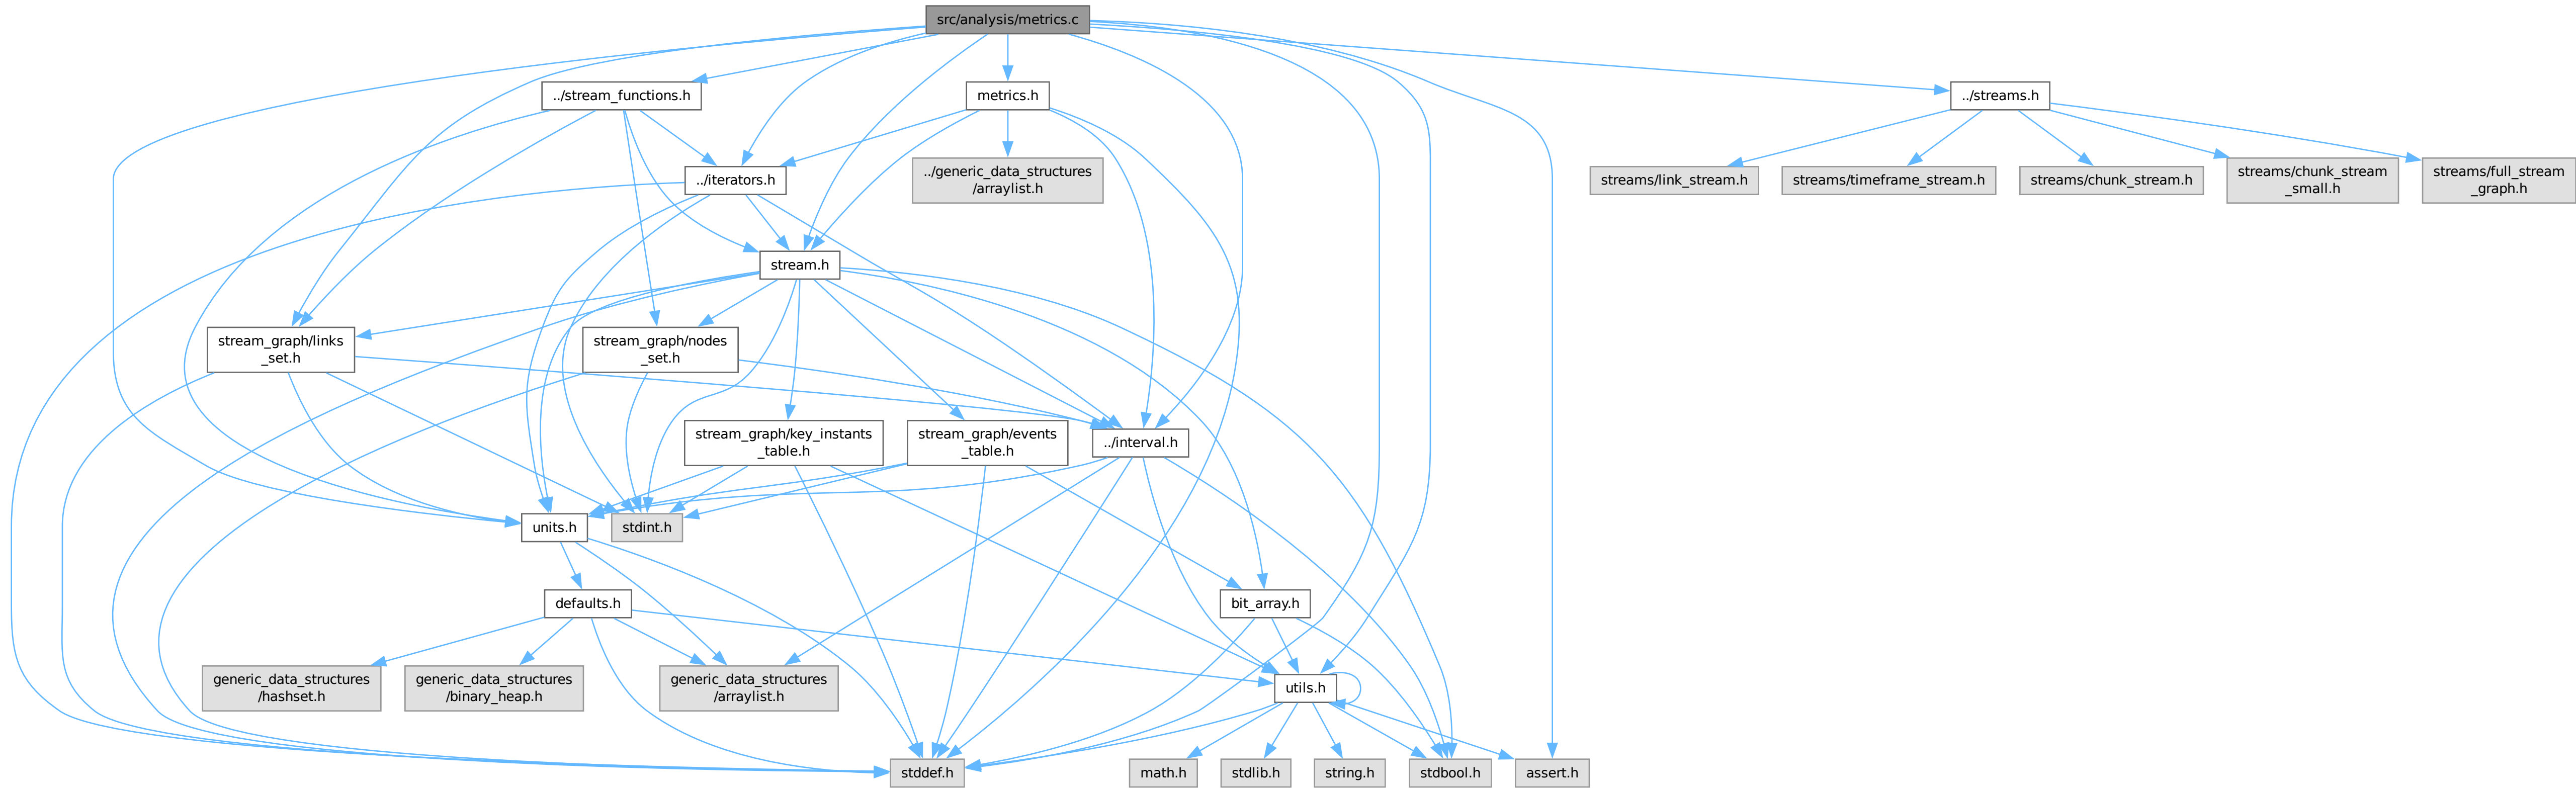 src/analysis/metrics.c
../stream_functions.h
metrics.h
../streams.h
../iterators.h
../generic_data_structures
/arraylist.h
streams/link_stream.h
streams/timeframe_stream.h
streams/chunk_stream.h
streams/chunk_stream
_small.h
streams/full_stream
_graph.h
stream.h
stream_graph/links
_set.h
stream_graph/nodes
_set.h
stream_graph/key_instants
_table.h
stream_graph/events
_table.h
../interval.h
units.h
stdint.h
defaults.h
bit_array.h
generic_data_structures
/hashset.h
generic_data_structures
/binary_heap.h
generic_data_structures
/arraylist.h
utils.h
stddef.h
math.h
stdlib.h
string.h
stdbool.h
assert.h